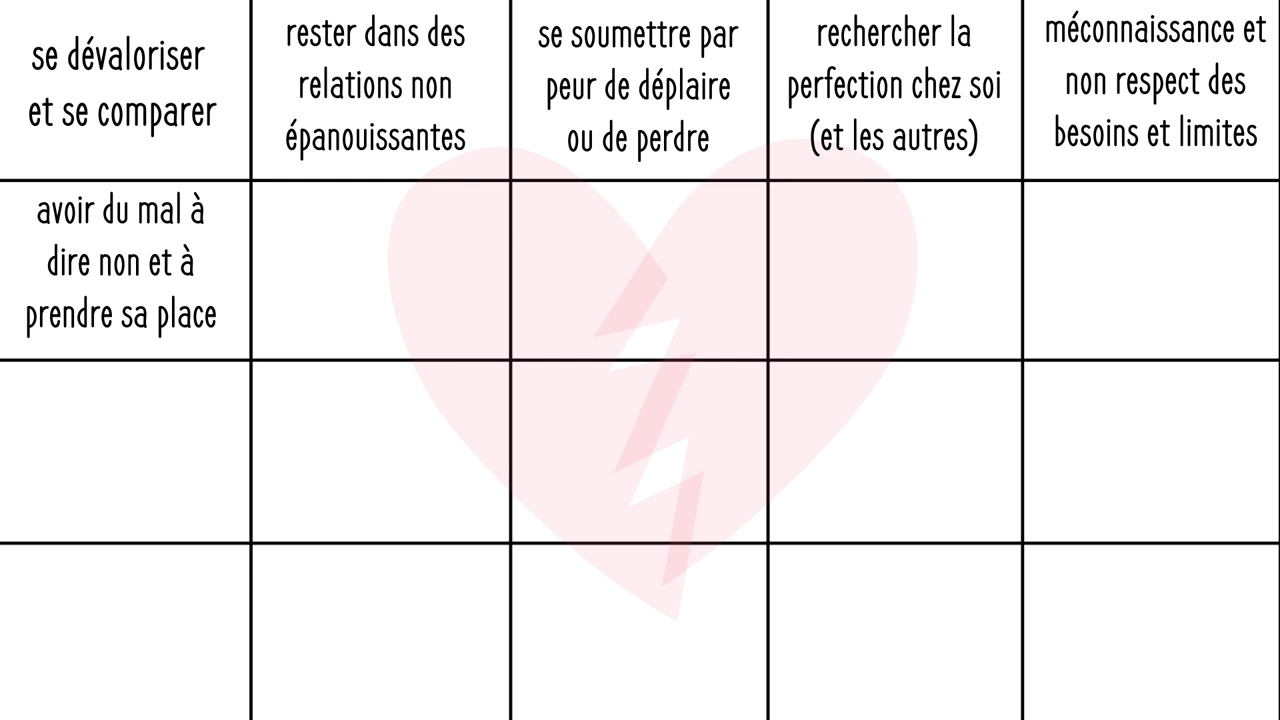 se dévaloriser
et se comparer
rester dans des
relations non
épanouissantes
se soumettre par
peur de déplaire
ou de perdre
rechercher la
perfection chez soi
(et les autres)
méconnaissance et
non respect des
besoins et limites
avoir du mal à
dire non et à
prendre sa place